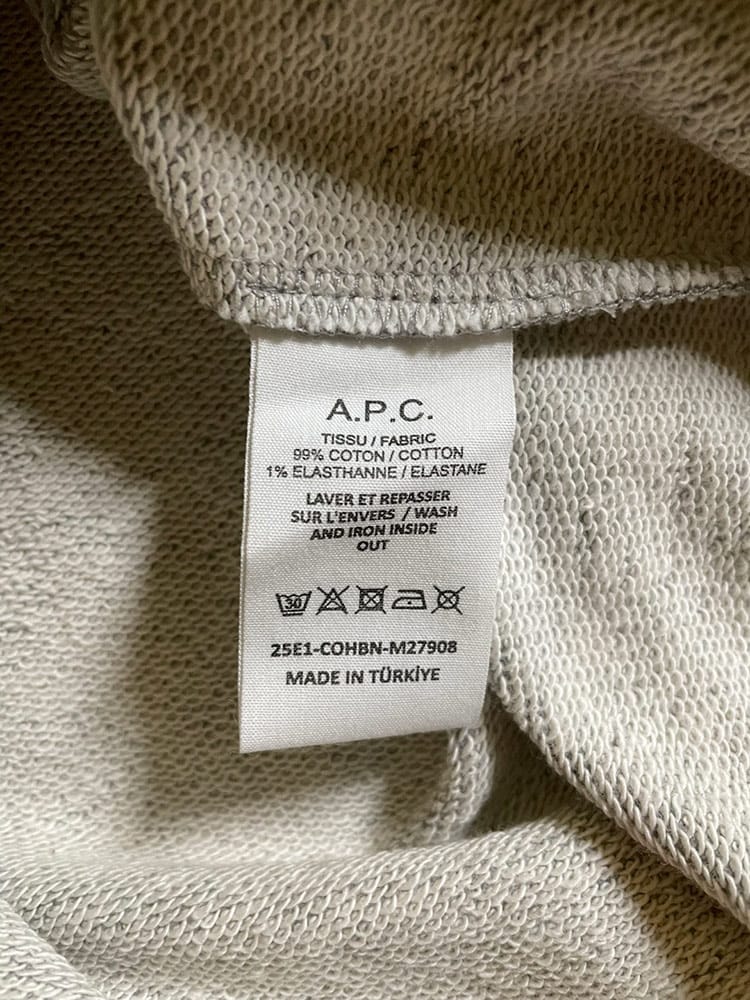 A.P.C.
TISSU / FABRIC
99% COTON / COTTON
1% ELASTHANNE / ELASTANE
LAVER ET REPASSER
SUR L'ENVERS / WASH
AND IRON INSIDE
OUT
30
25E1-COHBN-M27908
MADE IN TÜRKİYE